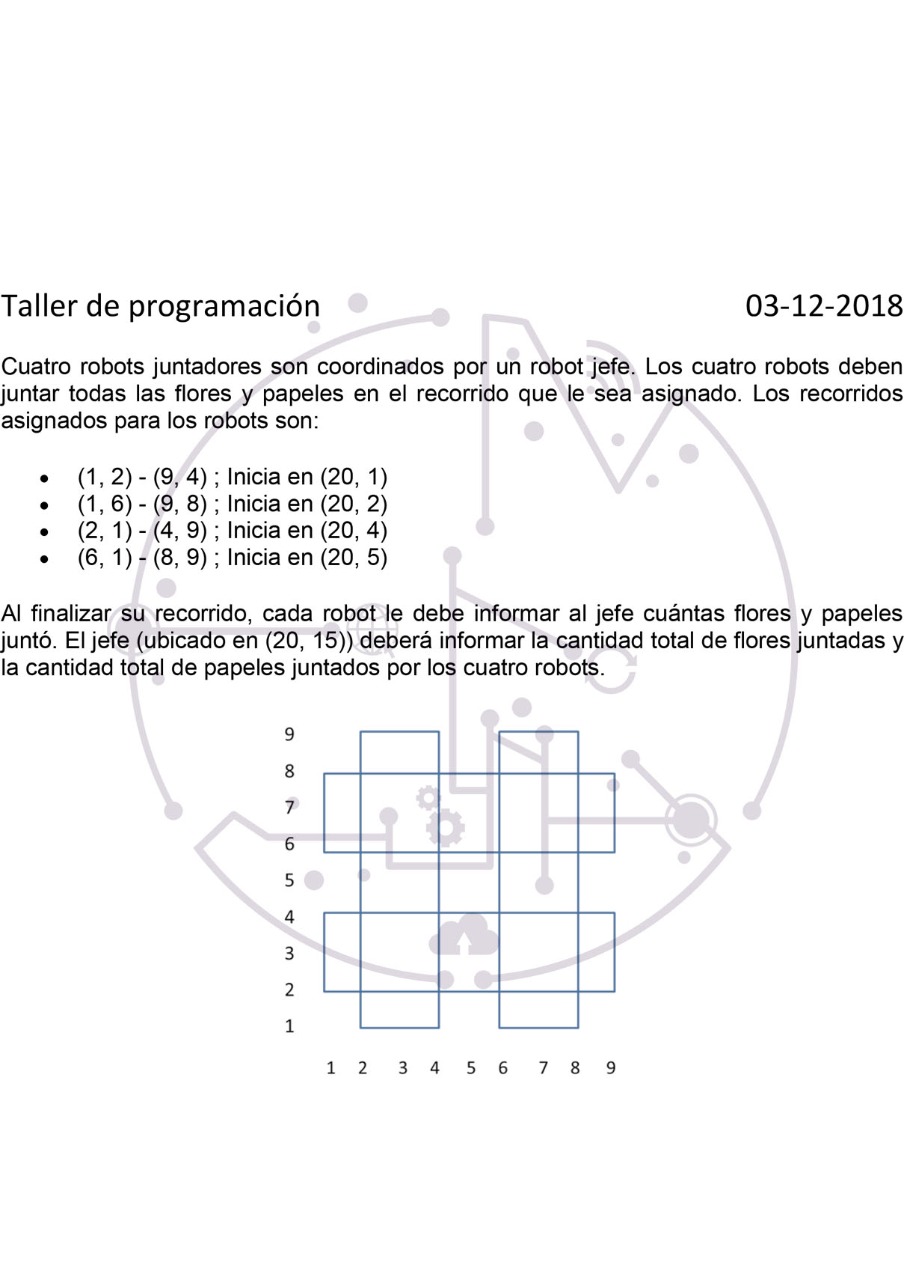 Taller de programación 03-12-2018
Cuatro robots juntadores son coordinados por un robot jefe. Los cuatro robots deben
juntar todas las flores y papeles en el recorrido que le sea asignado. Los recorridos
asignados para los robots son:
• (1, 2) - (9, 4) ; Inicia en (20, 1)
• (1, 6) - (9, 8) ; Inicia en (20, 2)
• (2, 1) - (4, 9) ; Inicia en (20, 4)
• (6, 1) - (8, 9) ; Inicia en (20, 5)
Al finalizar su recorrido, cada robot le debe informar al jefe cuántas flores y papeles
juntó. El jefe (ubicado en (20, 15)) deberá informar la cantidad total de flores juntadas y
la cantidad total de papeles juntados por los cuatro robots.
9
8
7
6
5
4
3
2
1
1 2 3 4 5 6 7 8 9